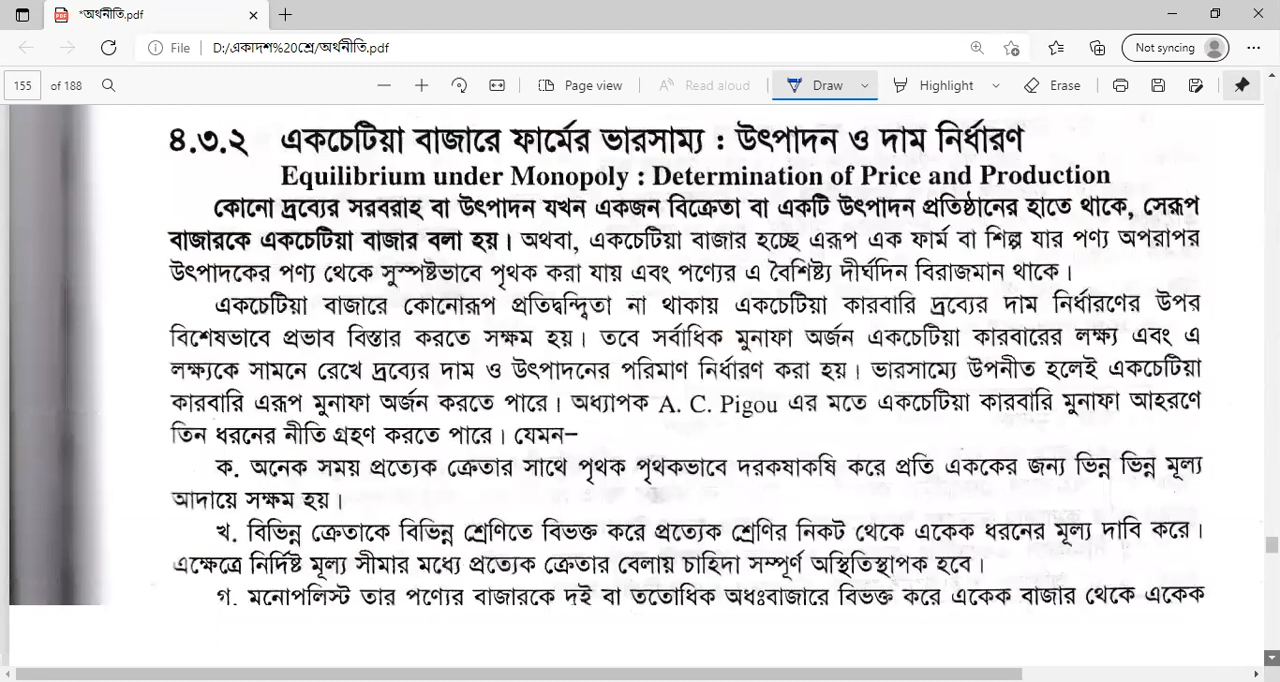 *অর্থনীতি.pdf
File D:/একাদশ%20শ্রে/অর্থনীতি.pdf
Not syncing
155 of 188
Page view
Read aloud
Draw
Highlight
Erase
৪.৩.২ একচেটিয়া বাজারে ফার্মের ভারসাম্য : উৎপাদন ও দাম নির্ধারণ
Equilibrium under Monopoly : Determination of Price and Production
কোনো দ্রব্যের সরবরাহ বা উৎপাদন যখন একজন বিক্রেতা বা একটি উৎপাদন প্রতিষ্ঠানের হাতে থাকে, সেরূপ
বাজারকে একচেটিয়া বাজার বলা হয়। অথবা, একচেটিয়া বাজার হচ্ছে এরূপ এক ফার্ম বা শিল্প যার পণ্য অপরাপর
উৎপাদকের পণ্য থেকে সুস্পষ্টভাবে পৃথক করা যায় এবং পণ্যের এ বৈশিষ্ট্য দীর্ঘদিন বিরাজমান থাকে।
একচেটিয়া বাজারে কোনোরূপ প্রতিদ্বন্দ্বিতা না থাকায় একচেটিয়া কারবারি দ্রব্যের দাম নির্ধারণের উপর
বিশেষভাবে প্রভাব বিস্তার করতে সক্ষম হয়। তবে সর্বাধিক মুনাফা অর্জন একচেটিয়া কারবারের লক্ষ্য এবং এ
লক্ষ্যকে সামনে রেখে দ্রব্যের দাম ও উৎপাদনের পরিমাণ নির্ধারণ করা হয়। ভারসাম্যে উপনীত হলেই একচেটিয়া
কারবারি এরূপ মুনাফা অর্জন করতে পারে। অধ্যাপক A. C. Pigou এর মতে একচেটিয়া কারবারি মুনাফা আহরণে
তিন ধরনের নীতি গ্রহণ করতে পারে। যেমন–
ক. অনেক সময় প্রত্যেক ক্রেতার সাথে পৃথক পৃথকভাবে দরকষাকষি করে প্রতি এককের জন্য ভিন্ন ভিন্ন মূল্য
আদায়ে সক্ষম হয়।
খ. বিভিন্ন ক্রেতাকে বিভিন্ন শ্রেণিতে বিভক্ত করে প্রত্যেক শ্রেণির নিকট থেকে একেক ধরনের মূল্য দাবি করে।
এক্ষেত্রে নির্দিষ্ট মূল্য সীমার মধ্যে প্রত্যেক ক্রেতার বেলায় চাহিদা সম্পূর্ণ অস্থিতিস্থাপক হবে।
গ. মনোপলিস্ট তার পণ্যের বাজারকে দুই বা ততোধিক অধঃবাজারে বিভক্ত করে একেক বাজার থেকে একেক